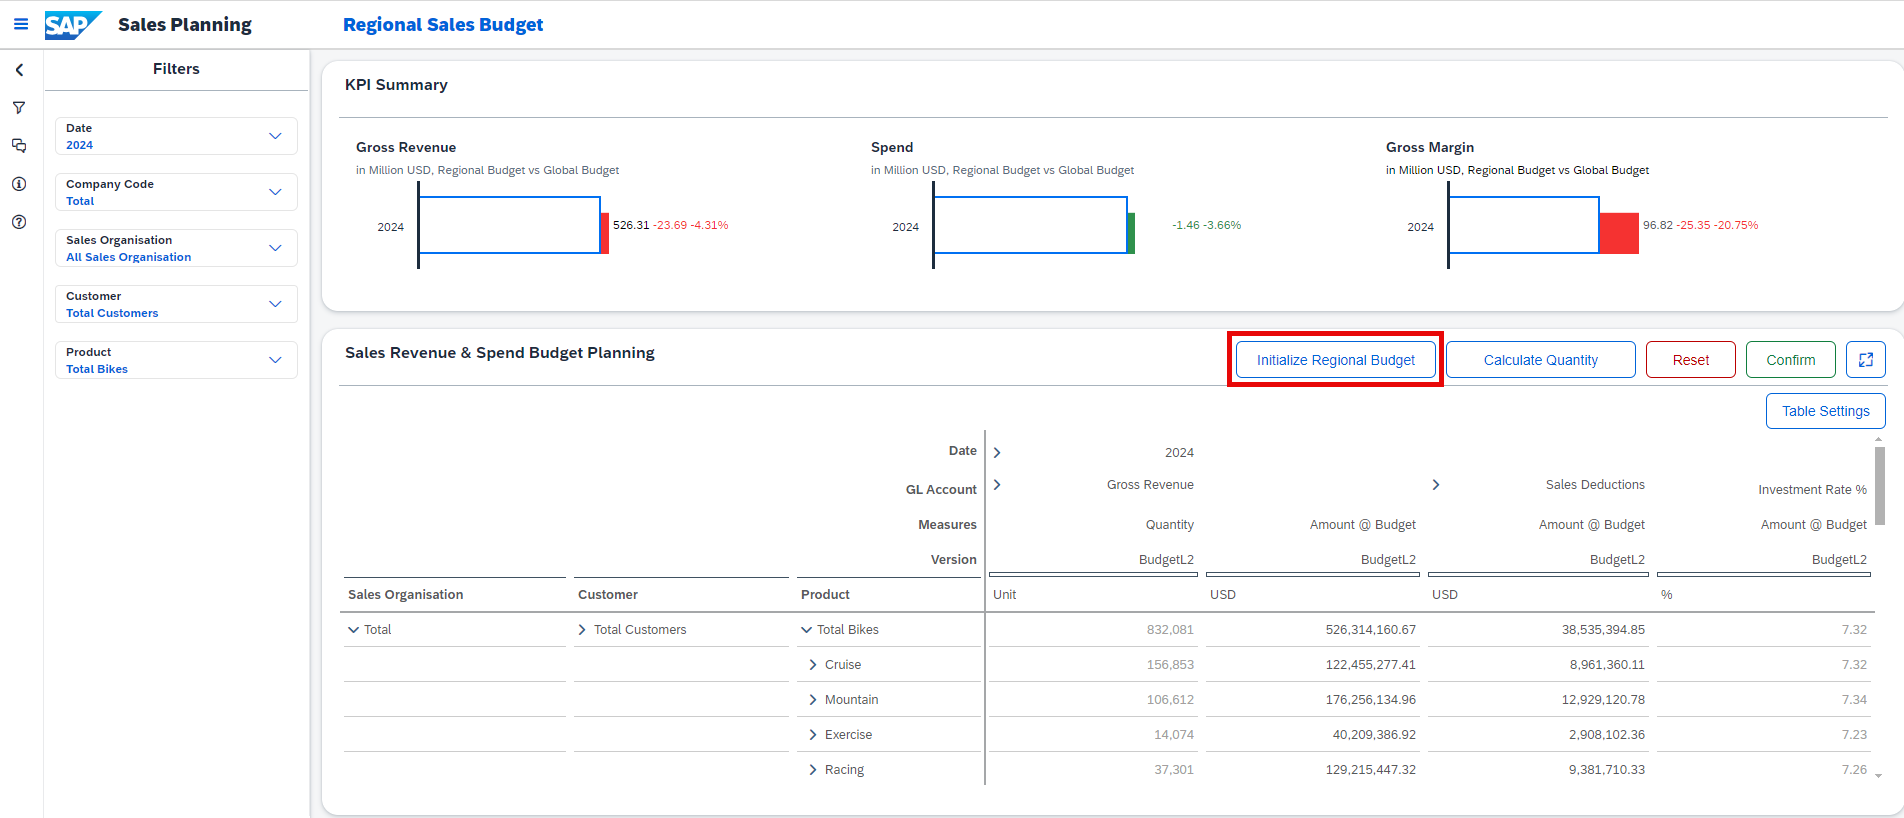 SAP Sales Planning Regional Sales Budget
Filters
Date
2024
Company Code
Total
Sales Organisation
All Sales Organisation
Customer
Total Customers
Product
Total Bikes
KPI Summary
Gross Revenue
in Million USD, Regional Budget vs Global Budget
2024 526.31 -23.69 -4.31%
Spend
in Million USD, Regional Budget vs Global Budget
2024 -1.46 -3.66%
Gross Margin
in Million USD, Regional Budget vs Global Budget
2024 96.82 -25.35 -20.75%
Sales Revenue & Spend Budget Planning
Initialize Regional Budget Calculate Quantity Reset Confirm
Table Settings
Date 2024
GL Account Gross Revenue Sales Deductions Investment Rate %
Measures Quantity Amount @ Budget Amount @ Budget Amount @ Budget
Version BudgetL2 BudgetL2 BudgetL2 BudgetL2
Sales Organisation Customer Product Unit USD USD %
Total Total Customers Total Bikes 832,081 526,314,160.67 38,535,394.85 7.32
Cruise 156,853 122,455,277.41 8,961,360.11 7.32
Mountain 106,612 176,256,134.96 12,929,120.78 7.34
Exercise 14,074 40,209,386.92 2,908,102.36 7.23
Racing 37,301 129,215,447.32 9,381,710.33 7.26